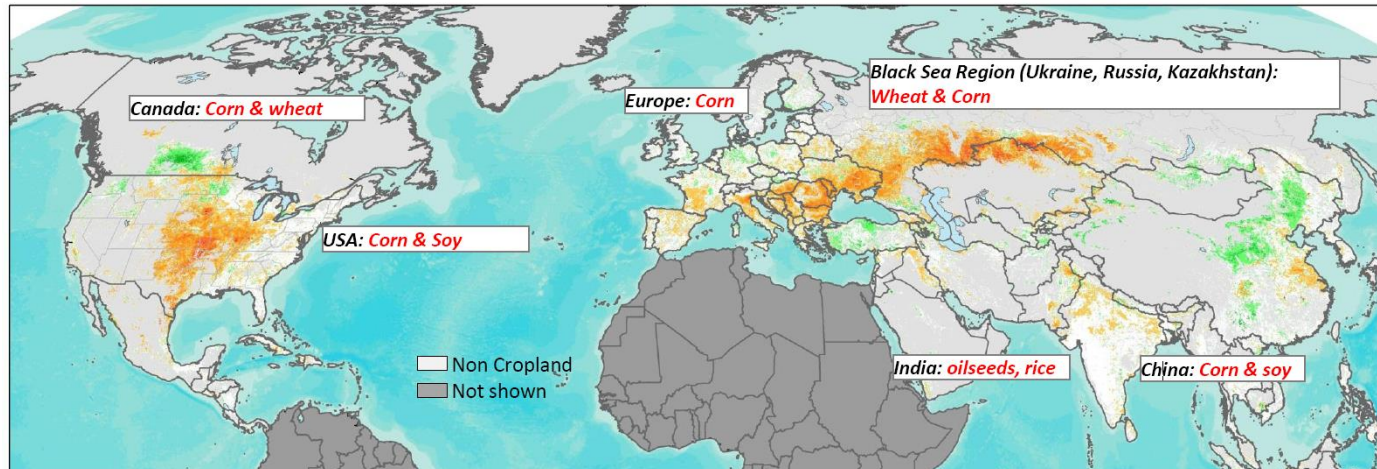 Canada: Corn & wheat
Europe: Corn
Black Sea Region (Ukraine, Russia, Kazakhstan):
Wheat & Corn
USA: Corn & Soy
Non Cropland
Not shown
India: oilseeds, rice
China: Corn & soy